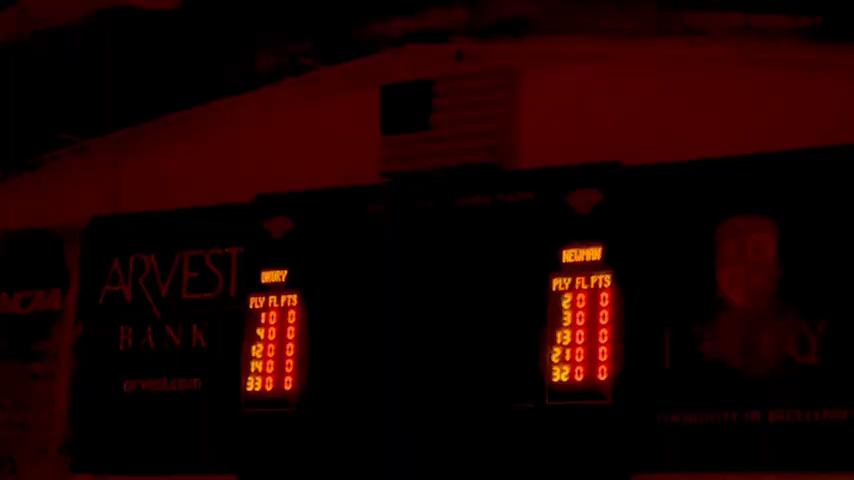 ARVEST
BANK
arvest.com
NCAA
DRURY
PLY FL PTS
1 0 0
4 0 0
12 0 0
14 0 0
33 0 0
NEWMAN
PLY FL PTS
2 0 0
3 0 0
13 0 0
21 0 0
32 0 0